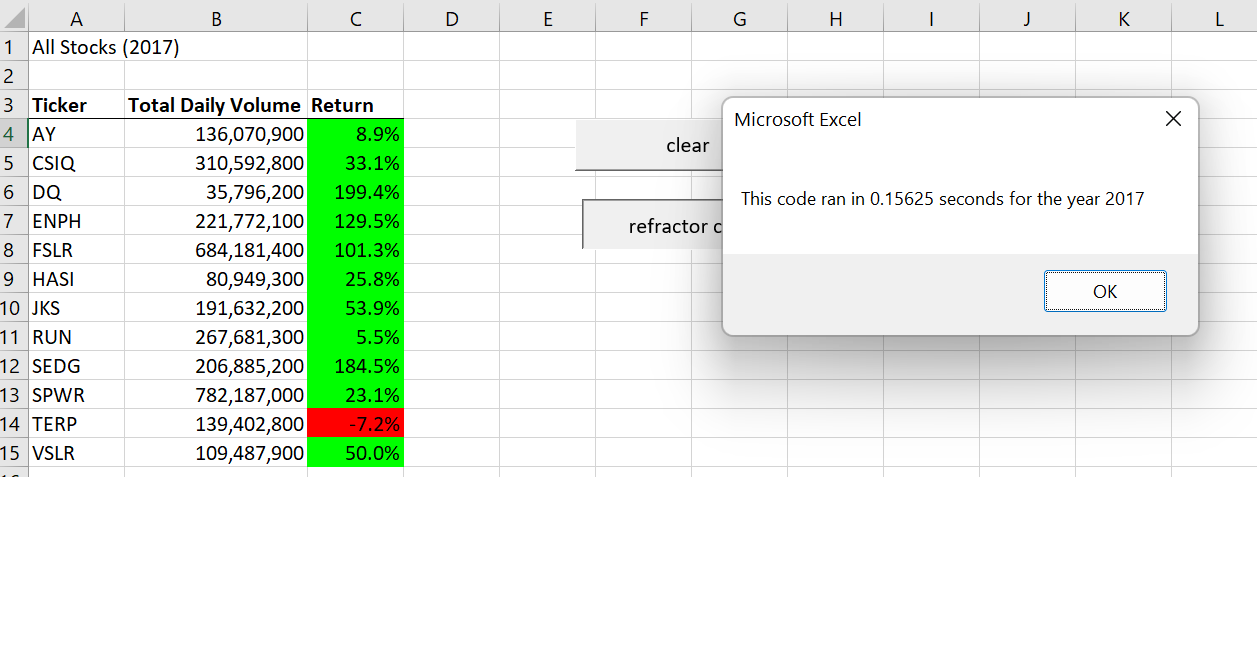 A B C D E F G H I J K L
1 All Stocks (2017)
2
3 Ticker Total Daily Volume Return
4 AY 136,070,900 8.9%
5 CSIQ 310,592,800 33.1%
6 DQ 35,796,200 199.4%
7 ENPH 221,772,100 129.5%
8 FSLR 684,181,400 101.3%
9 HASI 80,949,300 25.8%
10 JKS 191,632,200 53.9%
11 RUN 267,681,300 5.5%
12 SEDG 206,885,200 184.5%
13 SPWR 782,187,000 23.1%
14 TERP 139,402,800 -7.2%
15 VSLR 109,487,900 50.0%
clear
refractor c
Microsoft Excel
This code ran in 0.15625 seconds for the year 2017
OK